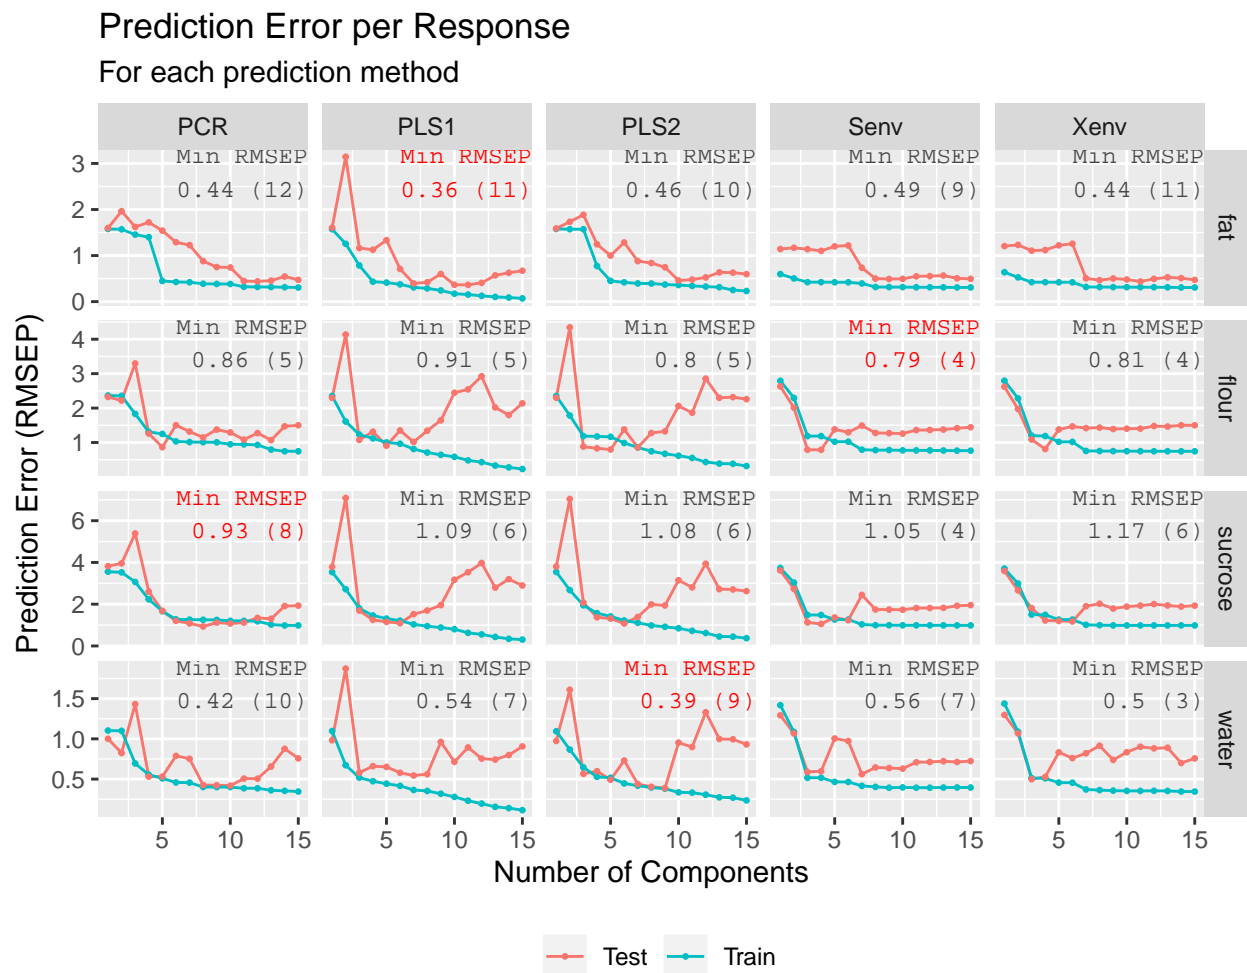 Prediction Error per Response
For each prediction method
PCR PLS1 PLS2 Senv Xenv
Min RMSEP Min RMSEP Min RMSEP Min RMSEP Min RMSEP
3
0.44 (12) 0.36 (11) 0.46 (10) 0.49 (9) 0.44 (11)
2
fat
1
0
Min RMSEP Min RMSEP Min RMSEP Min RMSEP Min RMSEP
4
0.86 (5) 0.91 (5) 0.8 (5) 0.79 (4) 0.81 (4)
3
flour
2
1
Min RMSEP Min RMSEP Min RMSEP Min RMSEP Min RMSEP
6
0.93 (8) 1.09 (6) 1.08 (6) 1.05 (4) 1.17 (6)
4
sucrose
2
0
Min RMSEP Min RMSEP Min RMSEP Min RMSEP Min RMSEP
1.5
0.42 (10) 0.54 (7) 0.39 (9) 0.56 (7) 0.5 (3)
1.0
water
0.5
Prediction Error (RMSEP)
5 10 15 5 10 15 5 10 15 5 10 15 5 10 15
Number of Components
Test Train